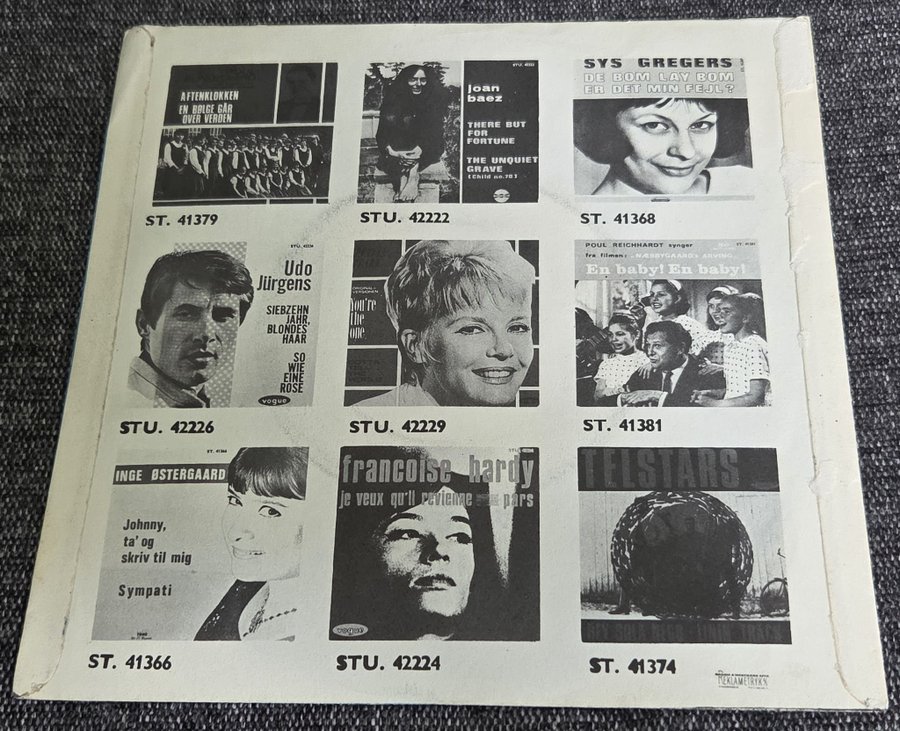 AFTENKLOKKEN
EN BØLGE GÅR
OVER VERDEN
ST. 41379
joan
baez
THERE BUT
FOR
FORTUNE
THE UNQUIET
GRAVE
(Child no.78)
STU. 42222
SYS GREGERS
DE BOM LAY BOM
ER DET MIN FEJL?
ST. 41368
Udo
Jürgens
SIEBZEHN
JAHR,
BLONDES
HAAR
SO
WIE
EINE
ROSE
vogue
STU. 42226
you're
the
one
STU. 42229
POUL REICHHARDT synger
fra filmen: "NÆSBYGAARD's ARVING"
En baby! En baby!
ST. 41381
ST. 41366
INGE ØSTERGAARD
Johnny,
ta' og
skriv til mig
Sympati
ST. 41366
francoise hardy
je veux qu'il revienne pars
vogue
STU. 42224
TELSTARS
ST. 41374
REKLAMETRYK